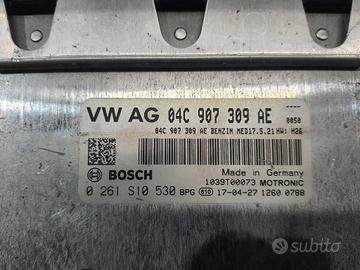 VW AG 04C 907 309 AE ----
0050
04C 907 309 AE BENZIN MED17.5.21 HW: H26
Made in Germany
BOSCH 1039T00073 MOTRONIC
0 261 S10 530 BPG 810 17-04-27 1260 0788
subito